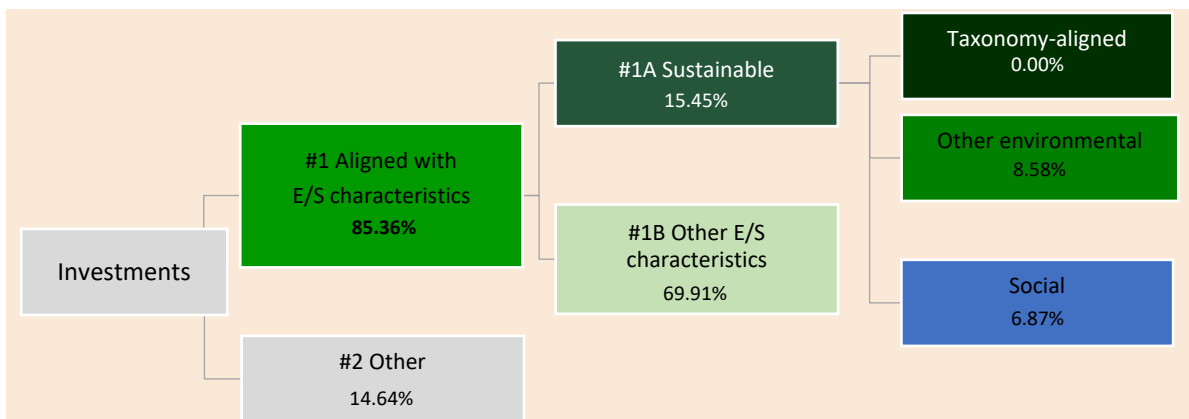 Investments
#1 Aligned with
E/S characteristics
85.36%
#2 Other
14.64%
#1A Sustainable
15.45%
#1B Other E/S
characteristics
69.91%
Taxonomy-aligned
0.00%
Other environmental
8.58%
Social
6.87%